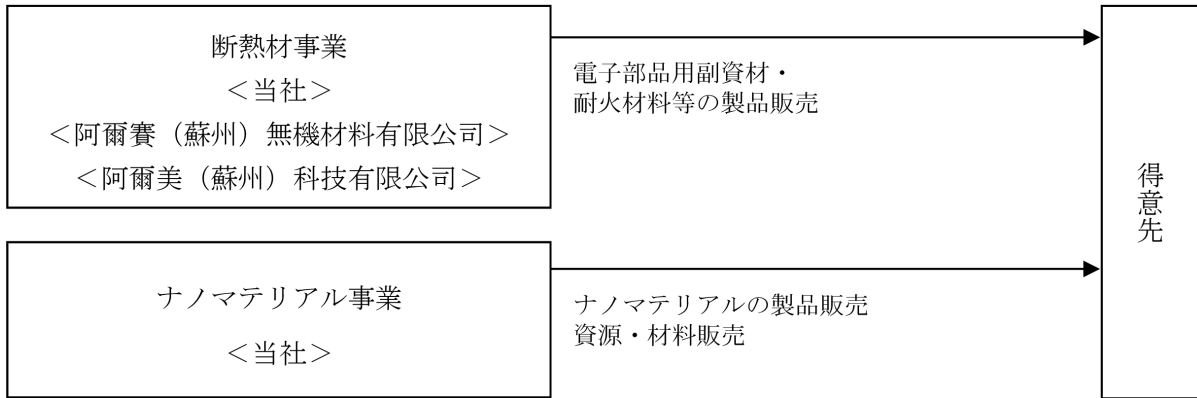 断熱材事業
＜当社＞
＜阿爾賽（蘇州）無機材料有限公司＞
＜阿爾美（蘇州）科技有限公司＞
電子部品用副資材・
耐火材料等の製品販売
ナノマテリアル事業
＜当社＞
ナノマテリアルの製品販売
資源・材料販売
得意先